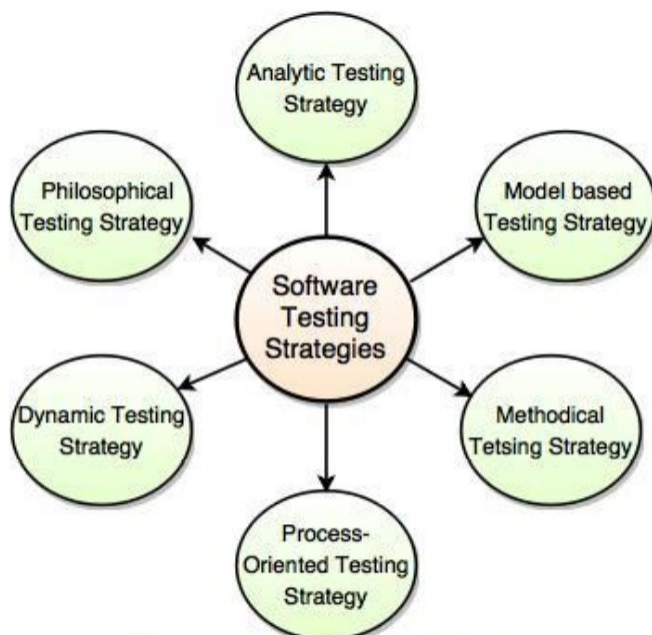 Analytic Testing
Strategy
Philosophical
Testing Strategy
Model based
Testing Strategy
Software
Testing
Strategies
Dynamic Testing
Strategy
Methodical
Tetsing Strategy
Process-
Oriented Testing
Strategy